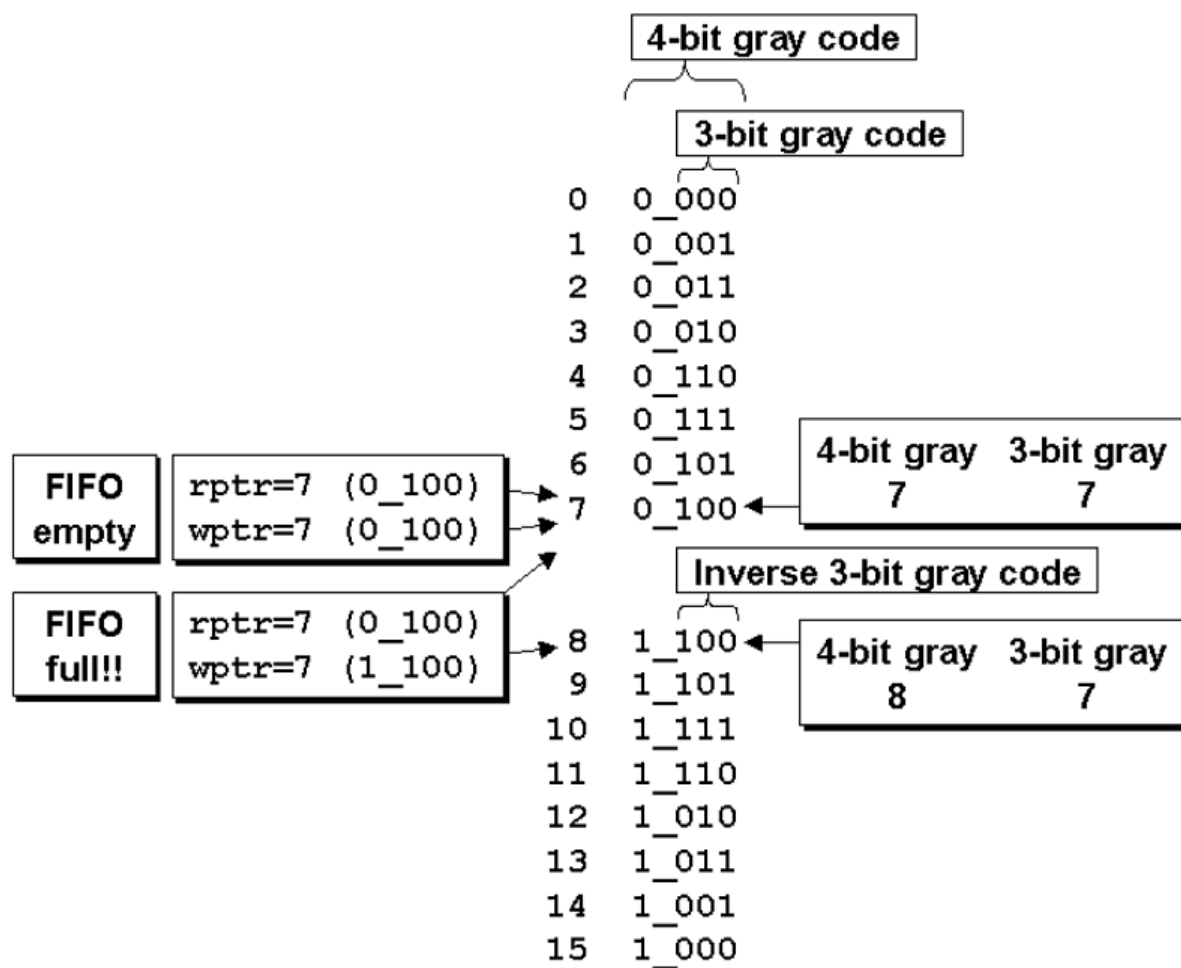 4-bit gray code
3-bit gray code
0 0_000
1 0_001
2 0_011
3 0_010
4 0_110
5 0_111
6 0_101
7 0_100
FIFO
empty
rptr=7 (0_100)
wptr=7 (0_100)
4-bit gray 3-bit gray
7 7
Inverse 3-bit gray code
FIFO
full!!
rptr=7 (0_100)
wptr=7 (1_100)
8 1_100
9 1_101
10 1_111
11 1_110
12 1_010
13 1_011
14 1_001
15 1_000
4-bit gray 3-bit gray
8 7